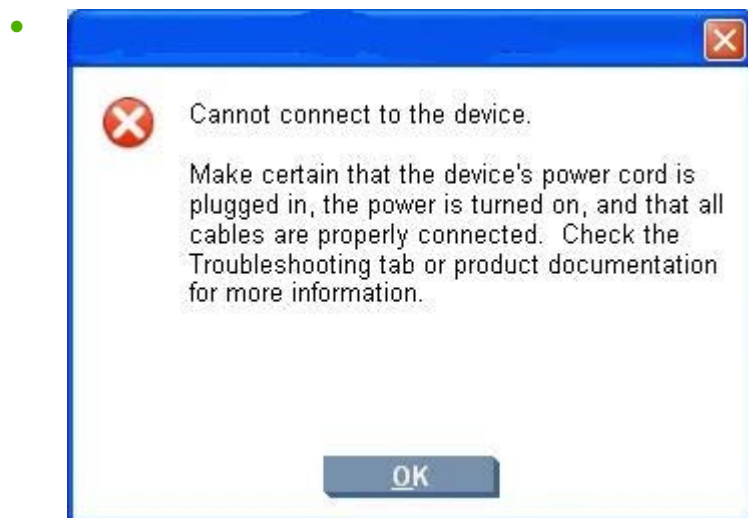 Cannot connect to the device.
Make certain that the device's power cord is
plugged in, the power is turned on, and that all
cables are properly connected.  Check the
Troubleshooting tab or product documentation
for more information.
OK